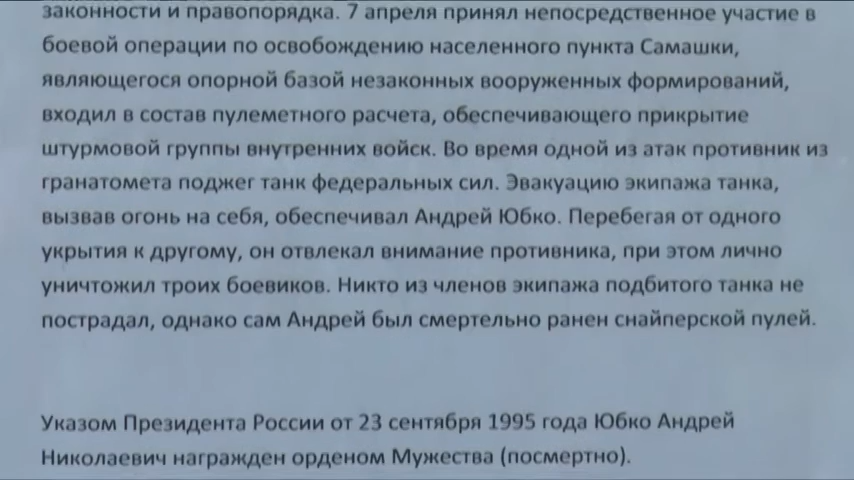 законности и правопорядка. 7 апреля принял непосредственное участие в
боевой операции по освобождению населенного пункта Самашки,
являющегося опорной базой незаконных вооруженных формирований,
входил в состав пулеметного расчета, обеспечивающего прикрытие
штурмовой группы внутренних войск. Во время одной из атак противник из
гранатомета поджег танк федеральных сил. Эвакуацию экипажа танка,
вызвав огонь на себя, обеспечивал Андрей Юбко. Перебегая от одного
укрытия к другому, он отвлекал внимание противника, при этом лично
уничтожил троих боевиков. Никто из членов экипажа подбитого танка не
пострадал, однако сам Андрей был смертельно ранен снайперской пулей.
Указом Президента России от 23 сентября 1995 года Юбко Андрей
Николаевич награжден орденом Мужества (посмертно).